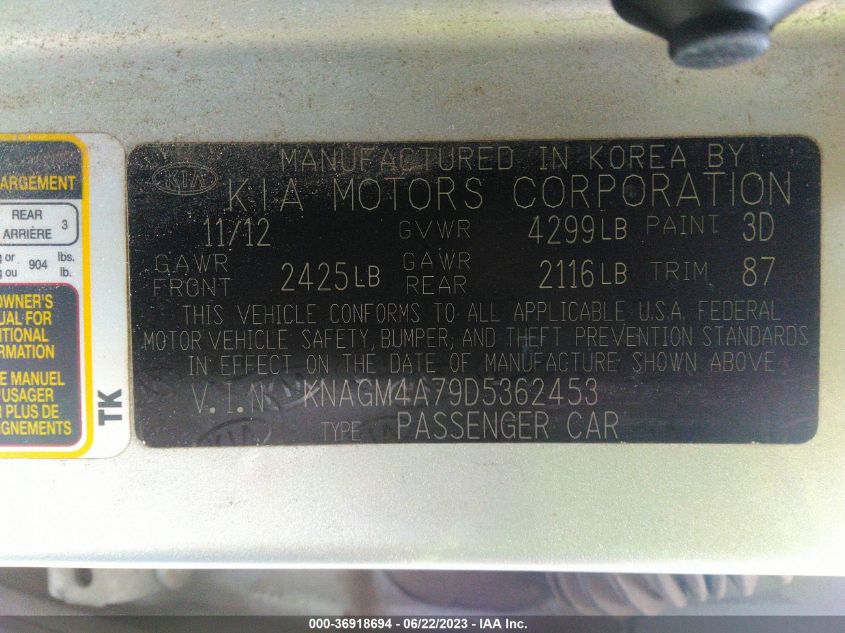 ARGEMENT
REAR
ARRIÈRE 3
or lbs.
ou 904 lb.
OWNER'S
UAL FOR
ITIONAL
RMATION
E MANUEL
'USAGER
R PLUS DE
IGNEMENTS
TK
MANUFACTURED IN KOREA BY
KIA KIA MOTORS CORPORATION
11/12 GVWR 4299LB PAINT 3D
GAWR FRONT 2425LB GAWR REAR 2116LB TRIM 87
THIS VEHICLE CONFORMS TO ALL APPLICABLE U.S.A. FEDERAL
MOTOR VEHICLE SAFETY, BUMPER, AND THEFT PREVENTION STANDARDS
IN EFFECT ON THE DATE OF MANUFACTURE SHOWN ABOVE
V.I.N. KNAGM4A79D5362453
TYPE PASSENGER CAR
KIA
000-36918694 - 06/22/2023 - IAA Inc.